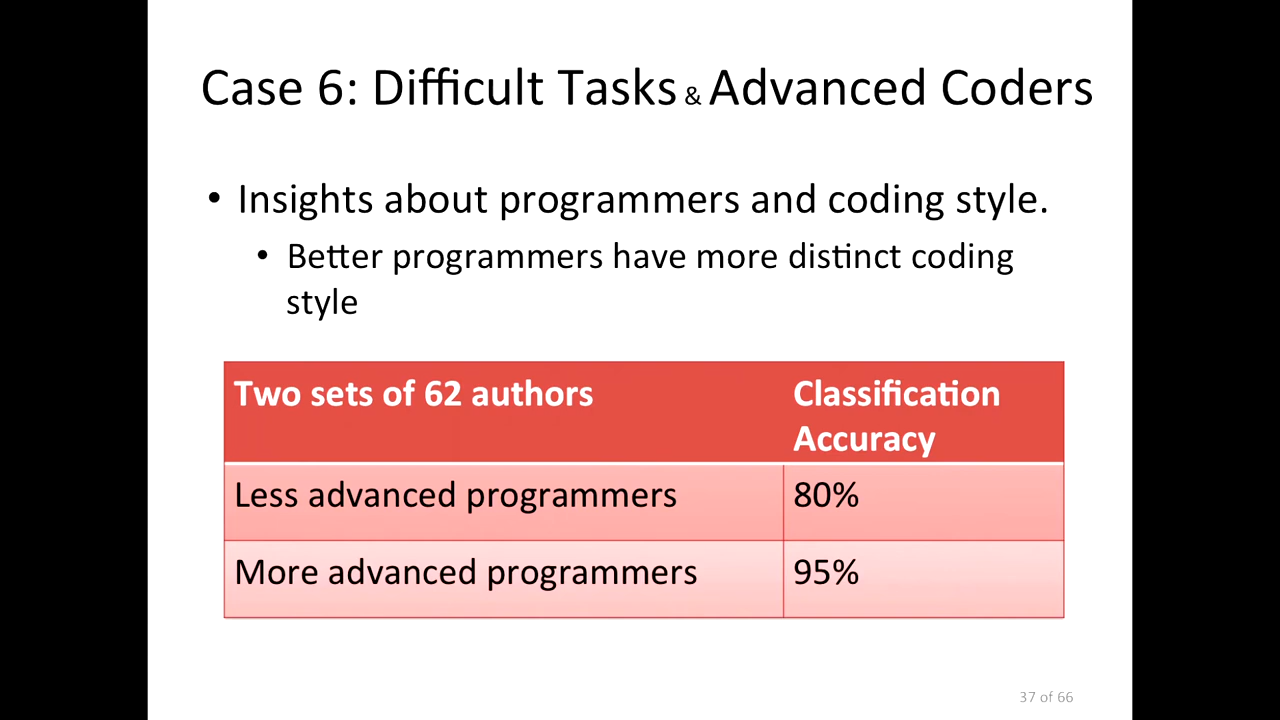 Case 6: Difficult Tasks & Advanced Coders
• Insights about programmers and coding style.
• Better programmers have more distinct coding
style
Two sets of 62 authors Classification
Accuracy
Less advanced programmers 80%
More advanced programmers 95%
37 of 66